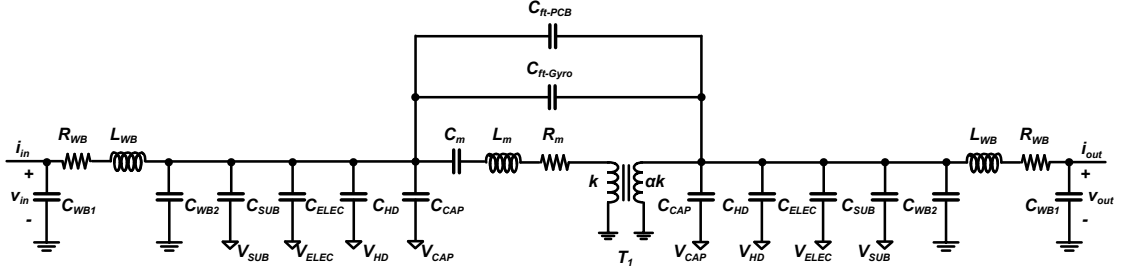 C_ft-PCB
C_ft-Gyro
i_in R_WB L_WB C_m L_m R_m L_WB R_WB i_out
+ +
v_in C_WB1 C_WB2 C_SUB C_ELEC C_HD C_CAP k αk C_CAP C_HD C_ELEC C_SUB C_WB2 C_WB1 v_out
- -
V_SUB V_ELEC V_HD V_CAP T_1 V_CAP V_HD V_ELEC V_SUB